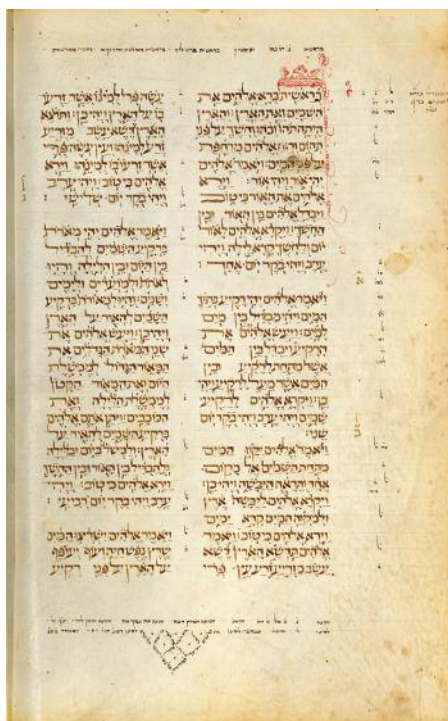 בראשית ברא אלהים את
השמים ואת הארץ׃ והארץ
היתה תהו ובהו וחשך על פני
תהום ורוח אלהים מרחפת
על פני המים׃ ויאמר אלהים
יהי אור ויהי אור׃ וירא
אלהים את האור כי טוב
ויבדל אלהים בין האור ובין
החשך׃ ויקרא אלהים לאור
יום ולחשך קרא לילה ויהי
ערב ויהי בקר יום אחד׃
ויאמר אלהים יהי רקיע בתוך
המים ויהי מבדיל בין מים
למים׃ ויעש אלהים את
הרקיע ויבדל בין המים
אשר מתחת לרקיע ובין
המים אשר מעל לרקיע ויהי
כן׃ ויקרא אלהים לרקיע
שמים ויהי ערב ויהי בקר יום
שני׃
ויאמר אלהים יקוו המים
מתחת השמים אל מקום
אחד ותראה היבשה ויהי כן׃
ויקרא אלהים ליבשה ארץ
ולמקוה המים קרא ימים
וירא אלהים כי טוב׃ ויאמר
אלהים תדשא הארץ דשא
עשב מזריע זרע עץ פרי
עשה פרי למינו אשר זרעו
בו על הארץ ויהי כן׃ ותוצא
הארץ דשא עשב מזריע
זרע למינהו ועץ עשה פרי
אשר זרעו בו למינהו וירא
אלהים כי טוב׃ ויהי ערב
ויהי בקר יום שלישי׃
ויאמר אלהים יהי מארת
ברקיע השמים להבדיל
בין היום ובין הלילה והיו
לאתת ולמועדים ולימים
ושנים׃ והיו למאורת ברקיע
השמים להאיר על הארץ
ויהי כן׃ ויעש אלהים את
שני המארת הגדלים את
המאור הגדל לממשלת
היום ואת המאור הקטן
לממשלת הלילה ואת
הכוכבים׃ ויתן אתם אלהים
ברקיע השמים להאיר על
הארץ׃ ולמשל ביום ובלילה
ולהבדיל בין האור ובין החשך
וירא אלהים כי טוב׃ ויהי
ערב ויהי בקר יום רביעי׃
ויאמר אלהים ישרצו המים
שרץ נפש חיה ועוף יעופף
על הארץ על פני רקיע